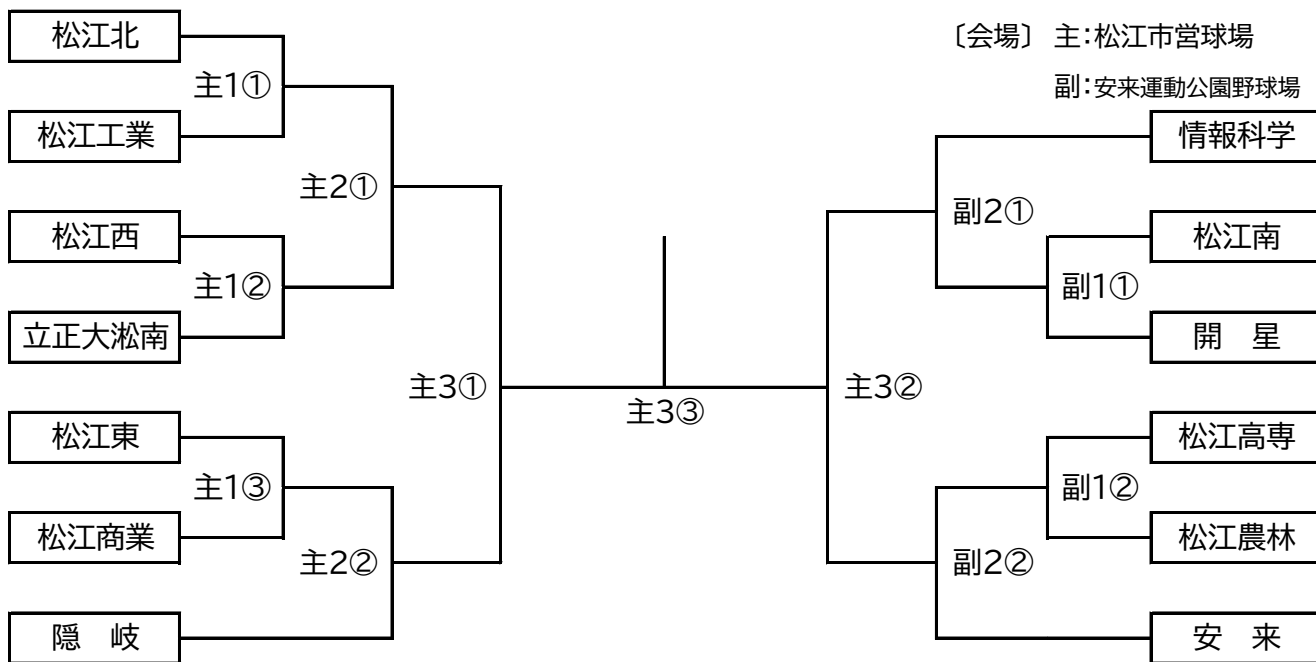 松江北
主1①
松江工業
主2①
松江西
主1②
立正大淞南
主3①
松江東
主1③
松江商業
主2②
隠　岐
主3③
〔会場〕 主:松江市営球場
副:安来運動公園野球場
情報科学
副2①
松江南
副1①
開　星
主3②
松江高専
副1②
松江農林
副2②
安　来